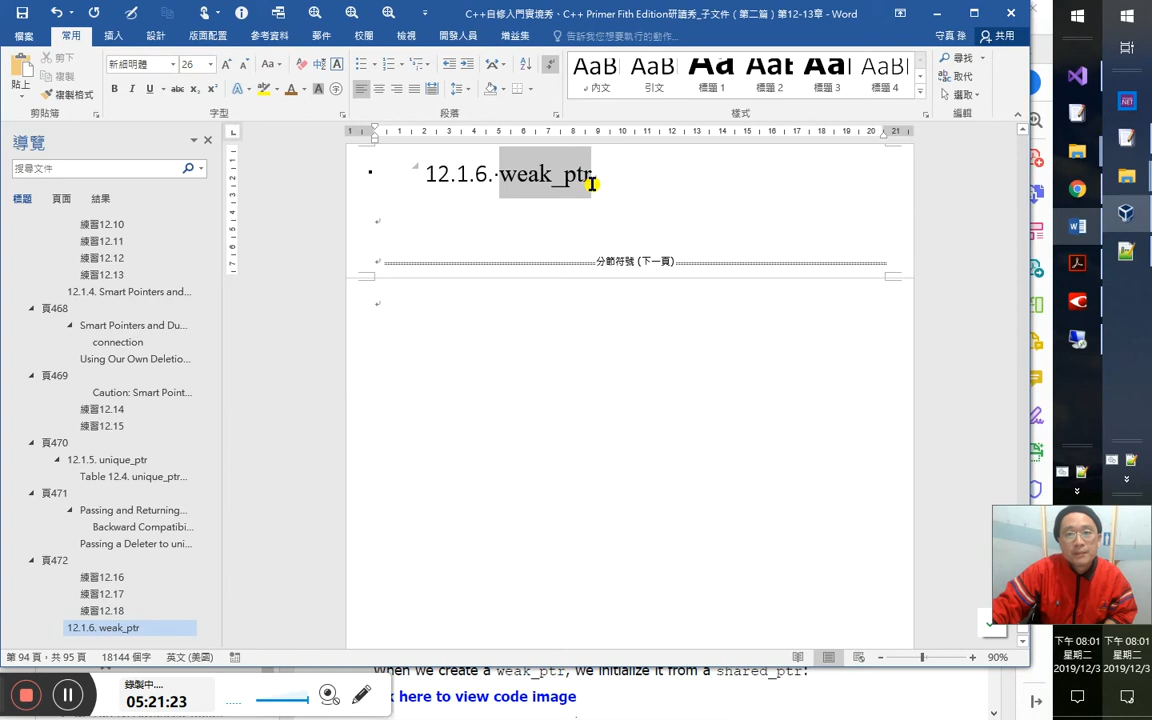 C++自修入門實境秀、C++ Primer Fith Edition研讀秀_子文件（第二篇）第12-13章 - Word
檔案 常用 插入 設計 版面配置 參考資料 郵件 校閱 檢視 開發人員 增益集 告訴我您想要執行的動作... 守真 孫 共用
貼上 剪下 複製 複製格式
新細明體 26
AaB AaB Aa Aab AaI AaBl
內文 引文 標題 1 標題 2 標題 3 標題 4
尋找 取代 選取
剪貼簿 字型 段落 樣式 編輯
導覽
搜尋文件
標題 頁面 結果
練習12.10
練習12.11
練習12.12
練習12.13
12.1.4. Smart Pointers and...
頁468
Smart Pointers and Du...
connection
Using Our Own Deletio...
頁469
Caution: Smart Point...
練習12.14
練習12.15
頁470
12.1.5. unique_ptr
Table 12.4. unique_ptr...
頁471
Passing and Returning...
Backward Compatibi...
Passing a Deleter to uni...
頁472
練習12.16
練習12.17
練習12.18
12.1.6. weak_ptr
12.1.6. weak_ptr
分節符號 (下一頁)
第 94 頁，共 95 頁 18144 個字 英文 (美國) 90%
When we create a weak_ptr, we initialize it from a shared_ptr:
here to view code image
錄製中...
05:21:23
下午 08:01 下午 08:01
星期二 星期二
2019/12/3 2019/12/3